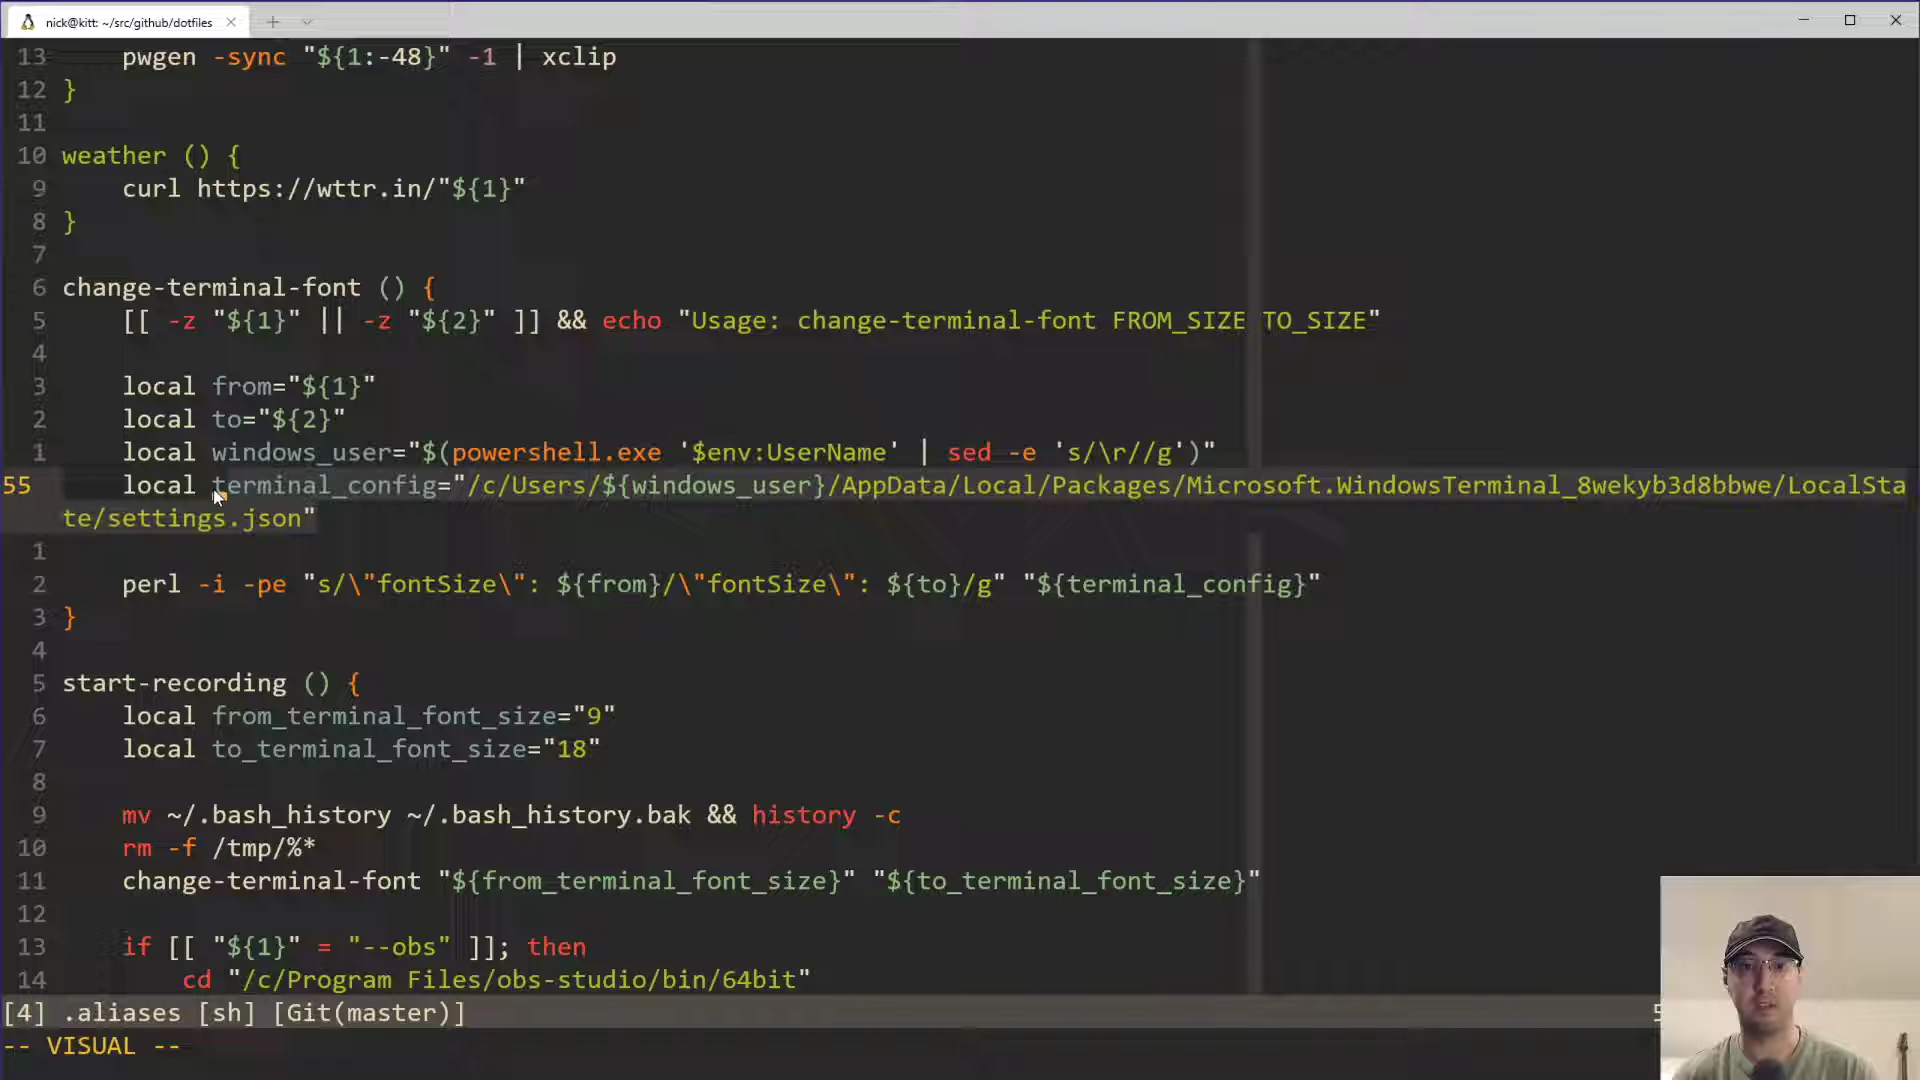 nick@kitt: ~/src/github/dotfiles
13 pwgen -sync "${1:-48}" -1 | xclip
12 }
11
10 weather () {
9 curl https://wttr.in/"${1}"
8 }
7
6 change-terminal-font () {
5 [[ -z "${1}" || -z "${2}" ]] && echo "Usage: change-terminal-font FROM_SIZE TO_SIZE"
4
3 local from="${1}"
2 local to="${2}"
1 local windows_user="$(powershell.exe '$env:UserName' | sed -e 's/\r//g')"
55 local terminal_config="/c/Users/${windows_user}/AppData/Local/Packages/Microsoft.WindowsTerminal_8wekyb3d8bbwe/LocalSta
te/settings.json"
1
2 perl -i -pe "s/\"fontSize\": ${from}/\"fontSize\": ${to}/g" "${terminal_config}"
3 }
4
5 start-recording () {
6 local from_terminal_font_size="9"
7 local to_terminal_font_size="18"
8
9 mv ~/.bash_history ~/.bash_history.bak && history -c
10 rm -f /tmp/%*
11 change-terminal-font "${from_terminal_font_size}" "${to_terminal_font_size}"
12
13 if [[ "${1}" = "--obs" ]]; then
14 cd "/c/Program Files/obs-studio/bin/64bit"
[4] .aliases [sh] [Git(master)]
-- VISUAL --